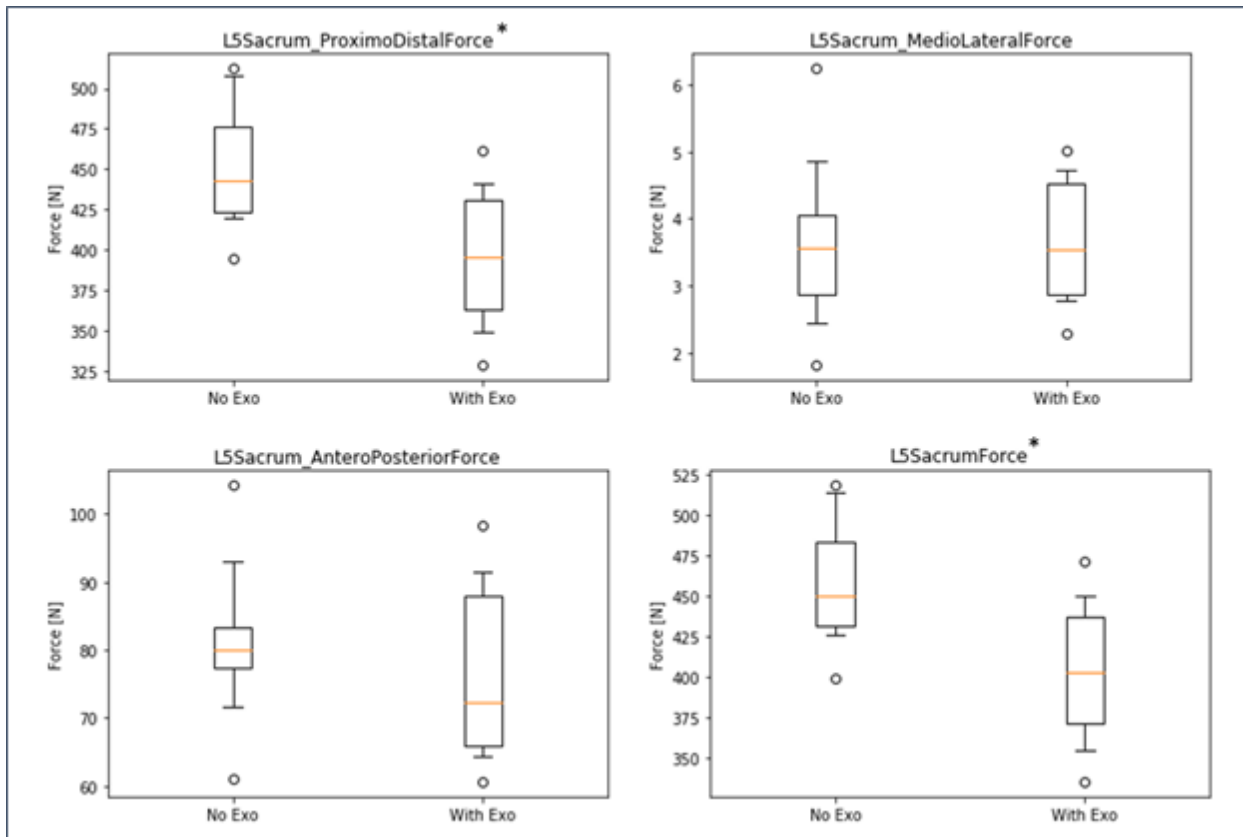 L5Sacrum_ProximoDistalForce *
Force [N]
500
475
450
425
400
375
350
325
No Exo
With Exo
L5Sacrum_MedioLateralForce
Force [N]
6
5
4
3
2
No Exo
With Exo
L5Sacrum_AnteroPosteriorForce
Force [N]
100
90
80
70
60
No Exo
With Exo
L5SacrumForce *
Force [N]
525
500
475
450
425
400
375
350
No Exo
With Exo